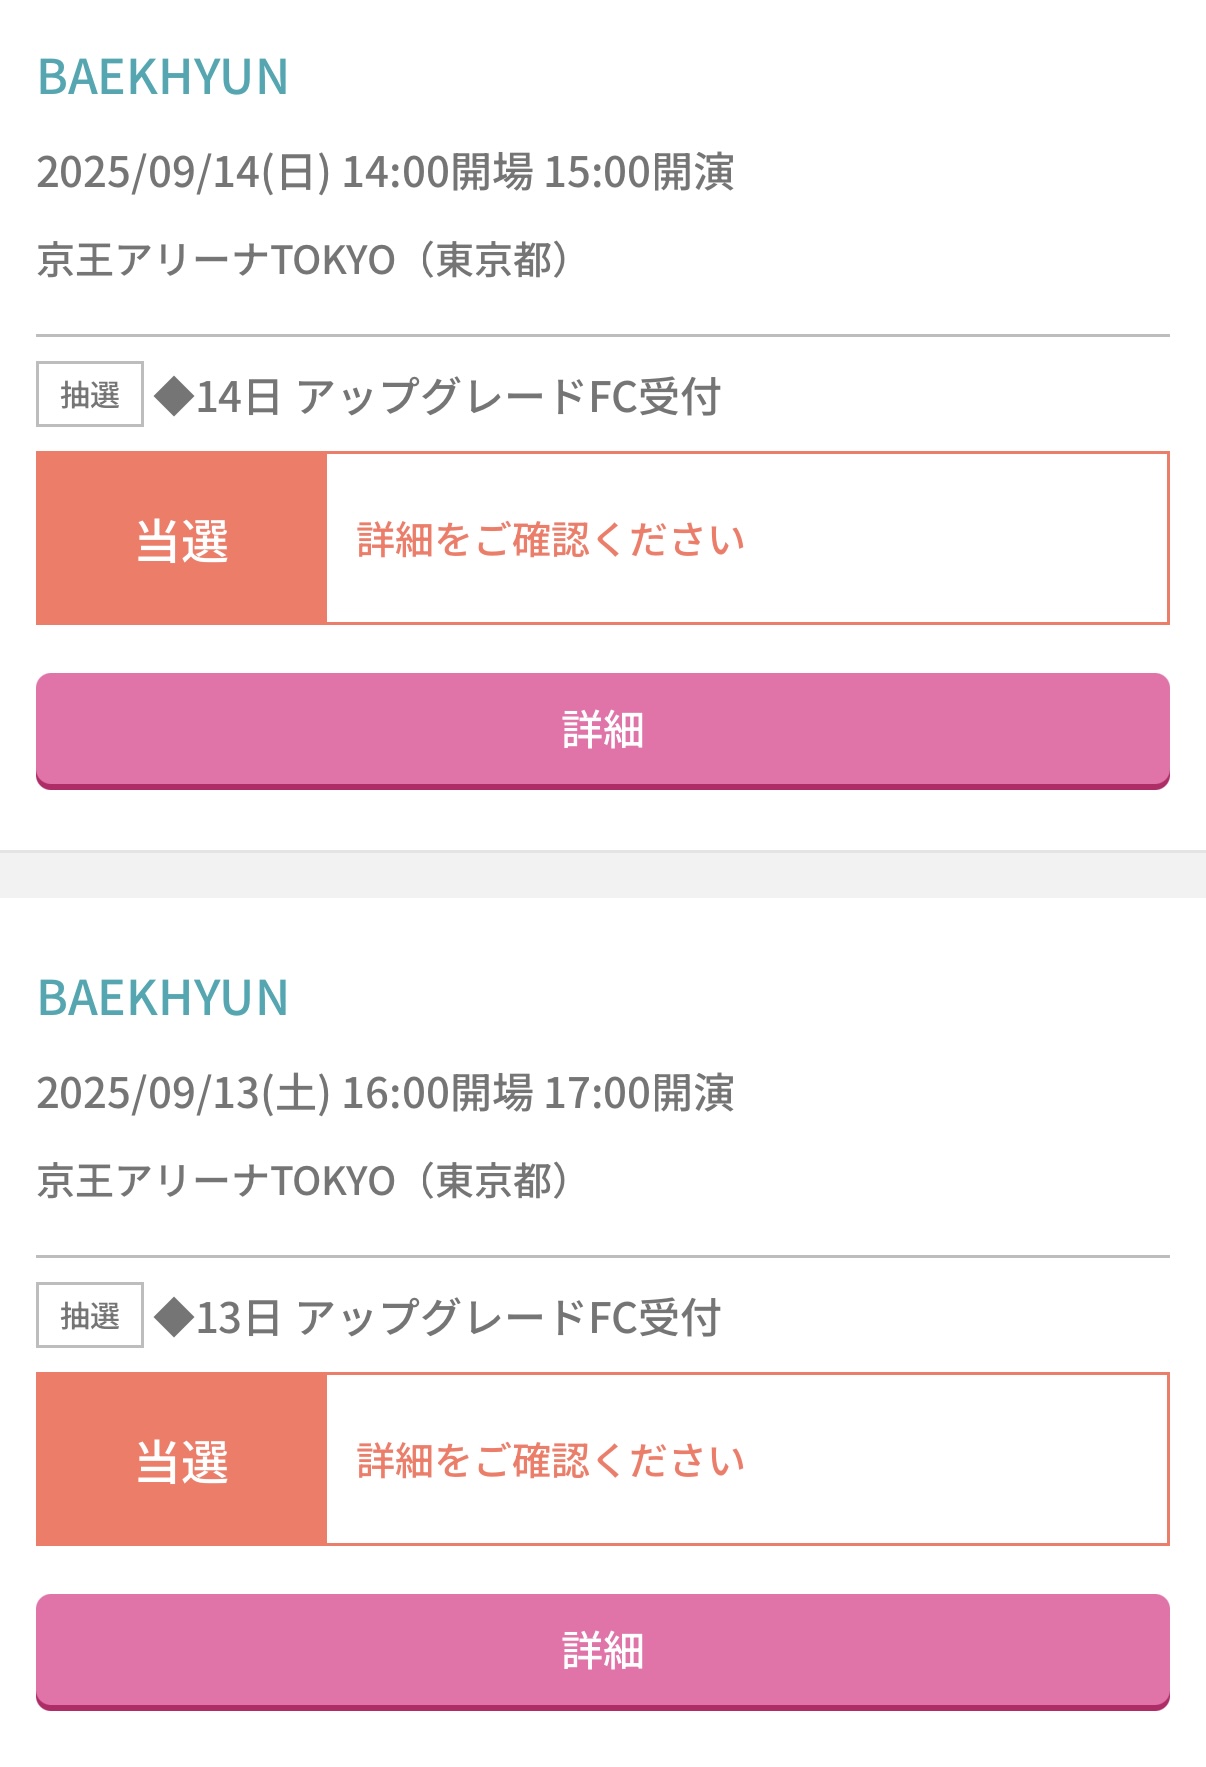 BAEKHYUN
2025/09/14(日) 14:00開場 15:00開演
京王アリーナTOKYO（東京都）
抽選 ◆14日 アップグレードFC受付
当選 詳細をご確認ください
詳細
BAEKHYUN
2025/09/13(土) 16:00開場 17:00開演
京王アリーナTOKYO（東京都）
抽選 ◆13日 アップグレードFC受付
当選 詳細をご確認ください
詳細